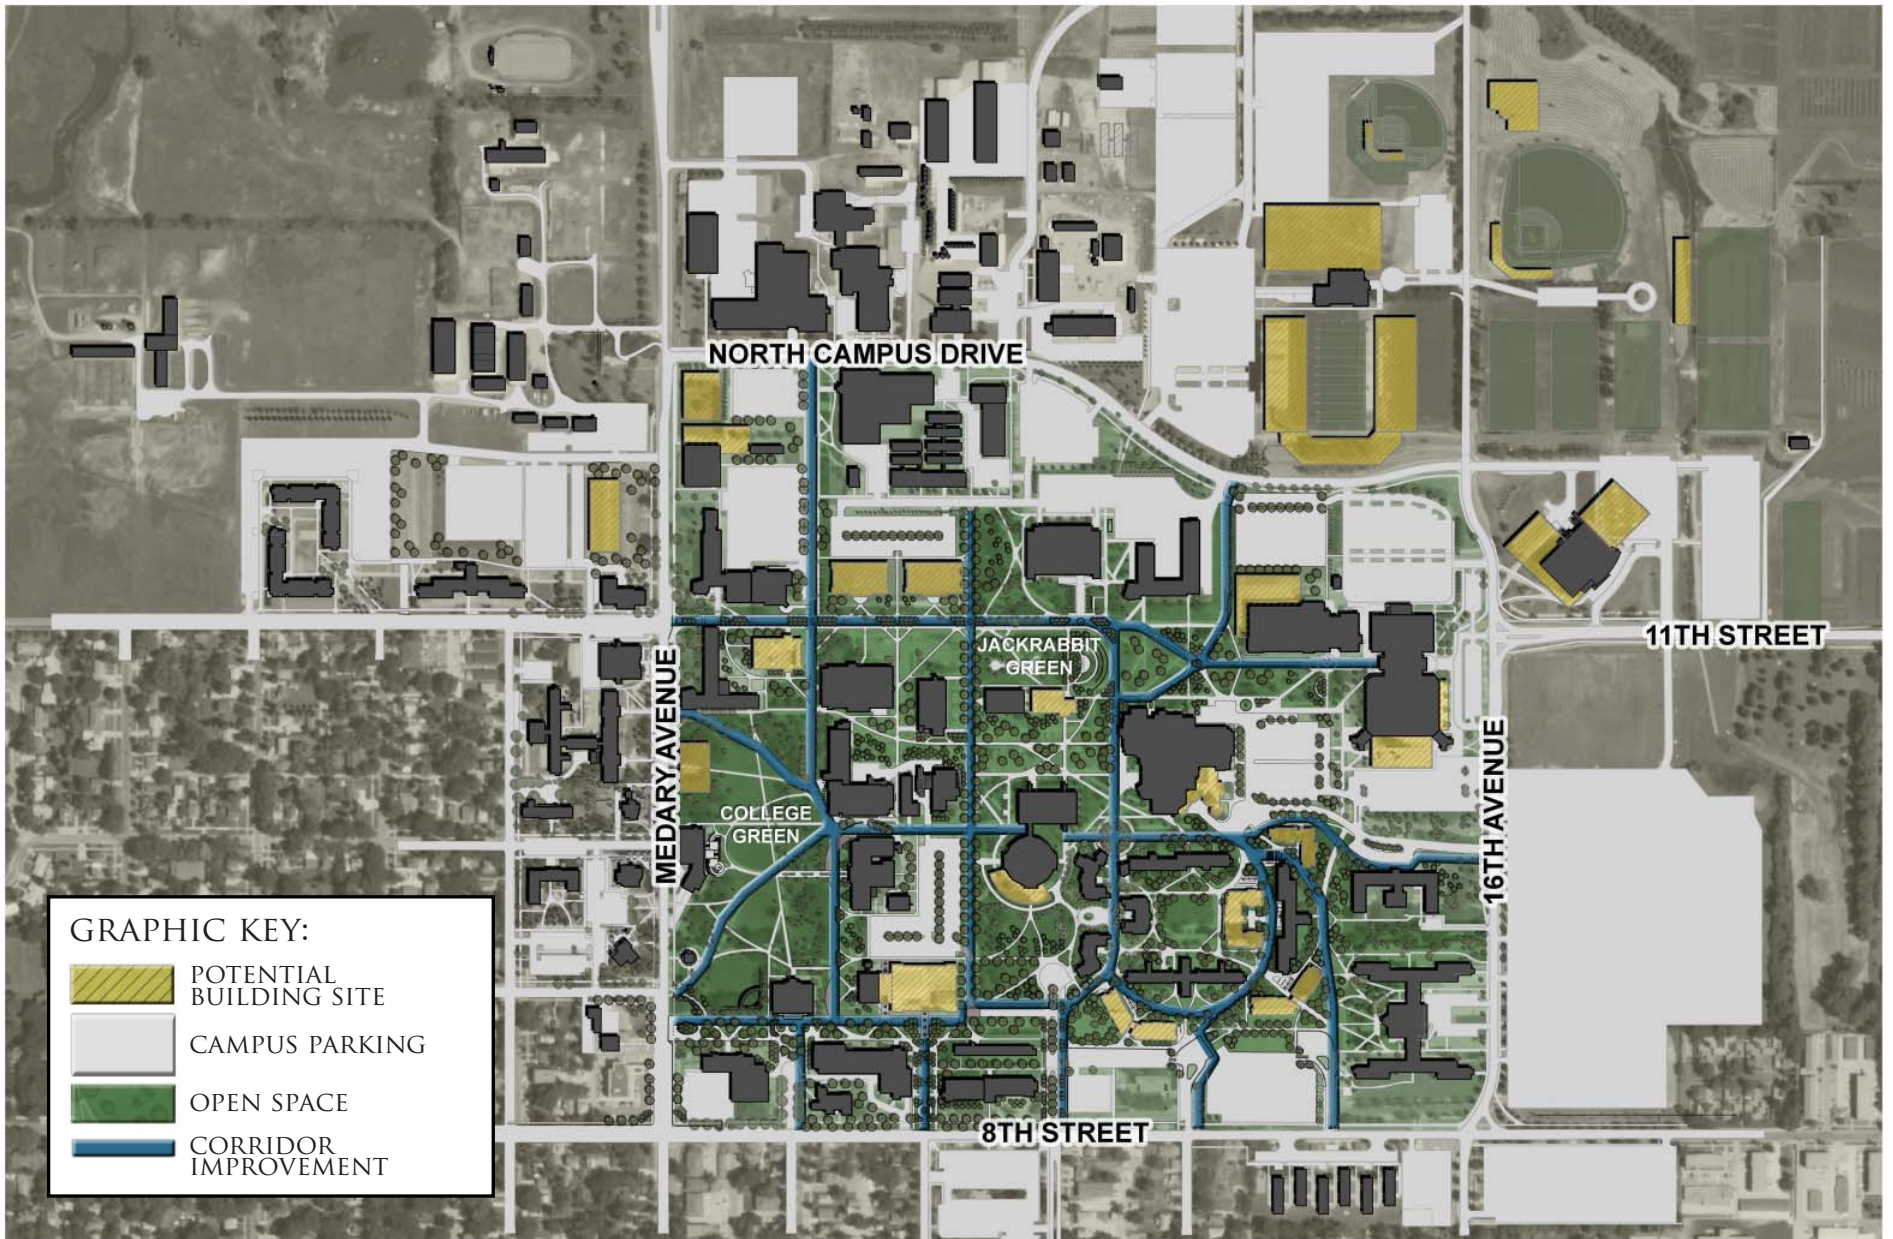 NORTH CAMPUS DRIVE
JACKRABBIT
GREEN
11TH STREET
MEDARY AVENUE
COLLEGE
GREEN
16TH AVENUE
8TH STREET
GRAPHIC KEY:
POTENTIAL
BUILDING SITE
CAMPUS PARKING
OPEN SPACE
CORRIDOR
IMPROVEMENT